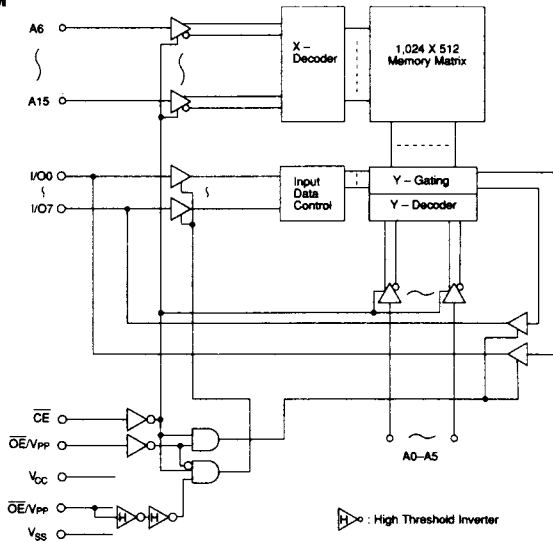 A6
X –
Decoder
1,024 X 512
Memory Matrix
A15
I/O0
I/O7
Input
Data
Control
Y – Gating
Y – Decoder
CE
OE/VPP
VCC
OE/VPP
VSS
A0–A5
H
H
H
: High Threshold Inverter